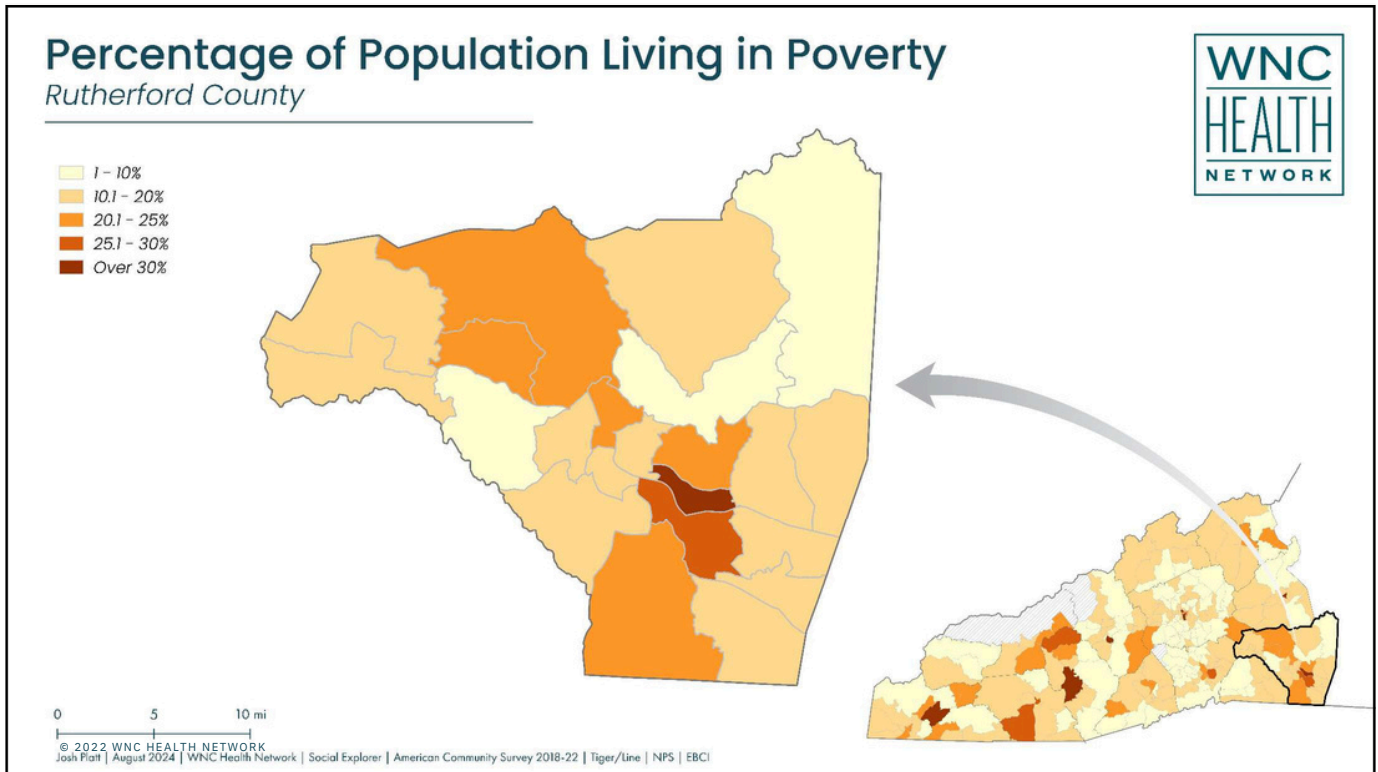 Percentage of Population Living in Poverty
Rutherford County
WNC
HEALTH
NETWORK
1 - 10%
10.1 - 20%
20.1 - 25%
25.1 - 30%
Over 30%
0 5 10 mi
© 2022 WNC HEALTH NETWORK
Josh Platt | August 2024 | WNC Health Network | Social Explorer | American Community Survey 2018-22 | Tiger/Line | NPS | EBCI